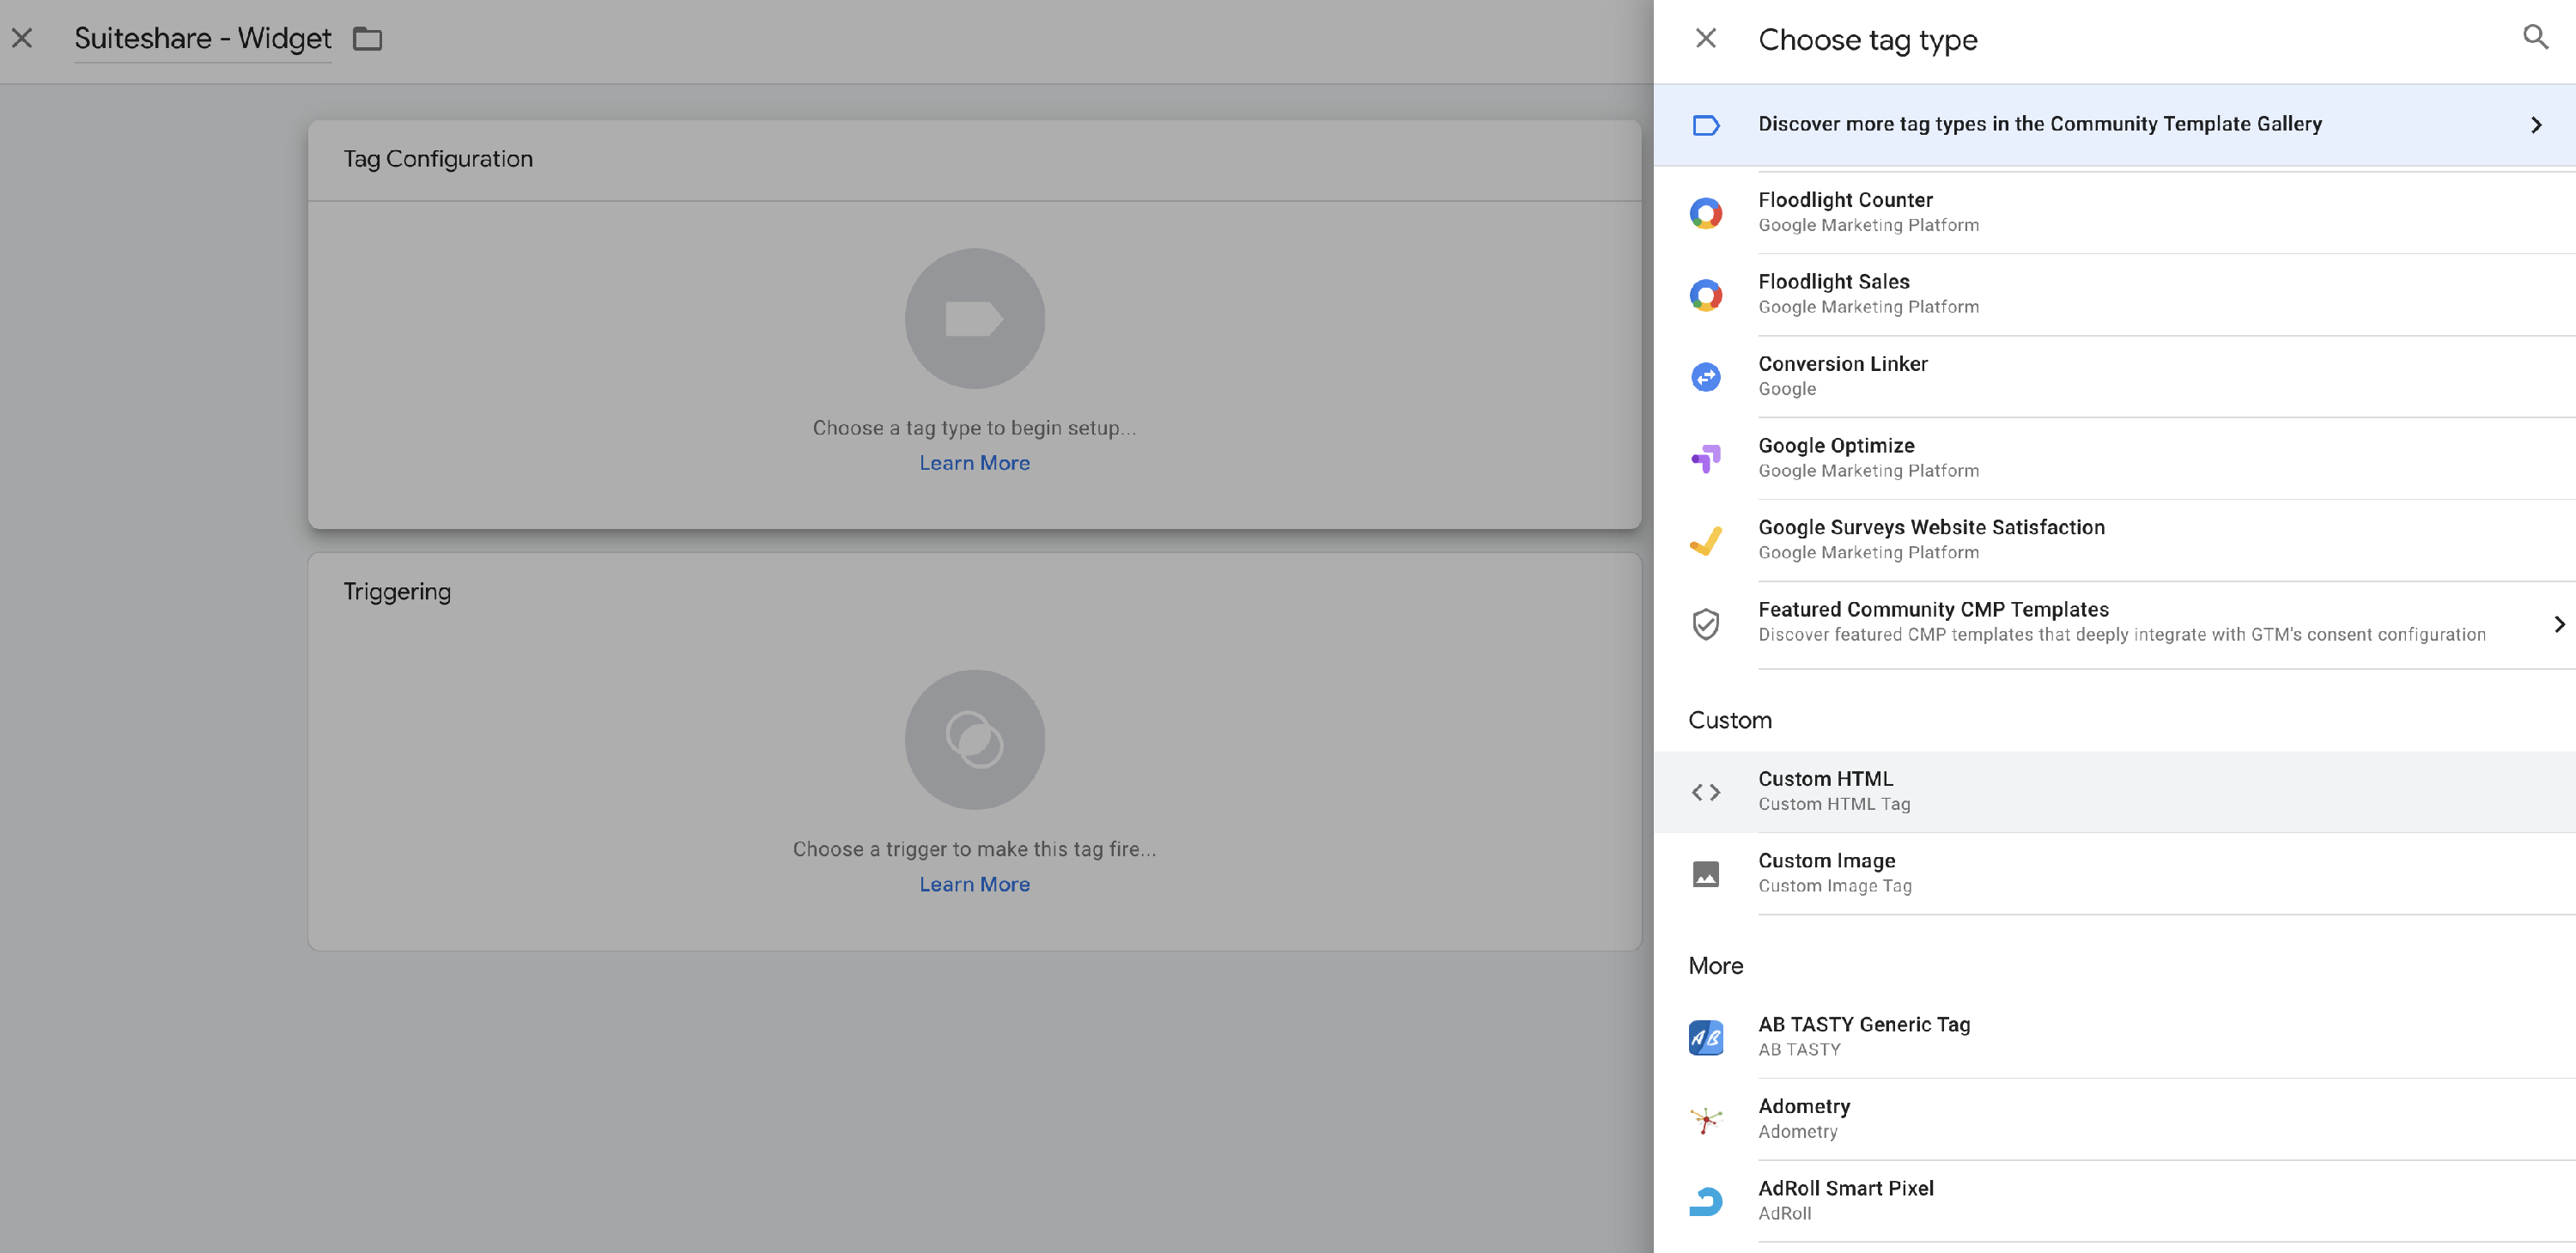 Suiteshare - Widget
Tag Configuration
Choose a tag type to begin setup...
Learn More
Triggering
Choose a trigger to make this tag fire...
Learn More
Choose tag type
Discover more tag types in the Community Template Gallery
Floodlight Counter
Google Marketing Platform
Floodlight Sales
Google Marketing Platform
Conversion Linker
Google
Google Optimize
Google Marketing Platform
Google Surveys Website Satisfaction
Google Marketing Platform
Featured Community CMP Templates
Discover featured CMP templates that deeply integrate with GTM's consent configuration
Custom
Custom HTML
Custom HTML Tag
Custom Image
Custom Image Tag
More
AB
AB TASTY Generic Tag
AB TASTY
Adometry
Adometry
AdRoll Smart Pixel
AdRoll